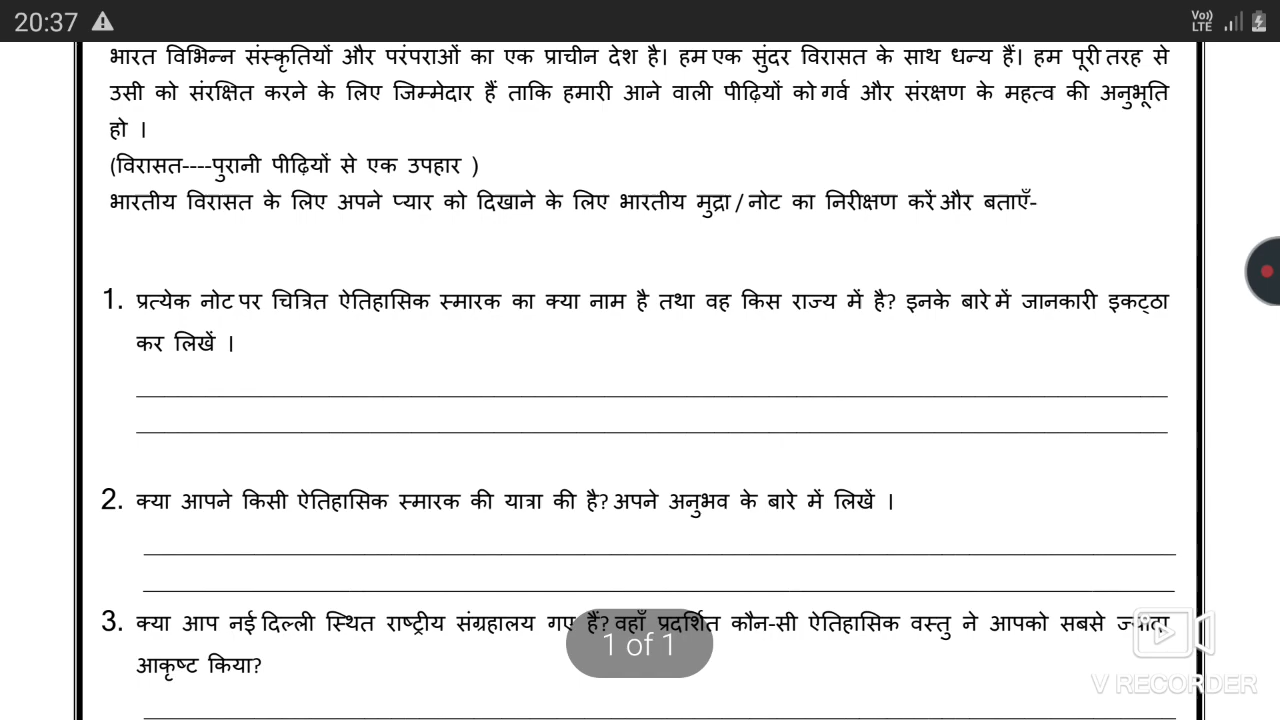 20:37
Vo)) LTE
भारत विभिन्न संस्कृतियों और परंपराओं का एक प्राचीन देश है। हम एक सुंदर विरासत के साथ धन्य हैं। हम पूरी तरह से
उसी को संरक्षित करने के लिए जिम्मेदार हैं ताकि हमारी आने वाली पीढ़ियों को गर्व और संरक्षण के महत्व की अनुभूति
हो ।
(विरासत----पुरानी पीढ़ियों से एक उपहार )
भारतीय विरासत के लिए अपने प्यार को दिखाने के लिए भारतीय मुद्रा / नोट का निरीक्षण करें और बताएँ-
1. प्रत्येक नोट पर चित्रित ऐतिहासिक स्मारक का क्या नाम है तथा वह किस राज्य में है? इनके बारे में जानकारी इकट्ठा
कर लिखें ।
2. क्या आपने किसी ऐतिहासिक स्मारक की यात्रा की है? अपने अनुभव के बारे में लिखें ।
3. क्या आप नई दिल्ली स्थित राष्ट्रीय संग्रहालय गए हैं? वहाँ प्रदर्शित कौन-सी ऐतिहासिक वस्तु ने आपको सबसे ज्यादा
आकृष्ट किया?
1 of 1
V RECORDER